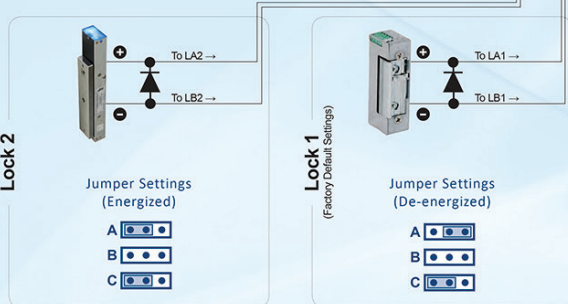 Lock 2
To LA2 →
To LB2 →
Jumper Settings
(Energized)
A
B
C
Lock 1
(Factory Default Settings)
To LA1 →
To LB1 →
Jumper Settings
(De-energized)
A
B
C